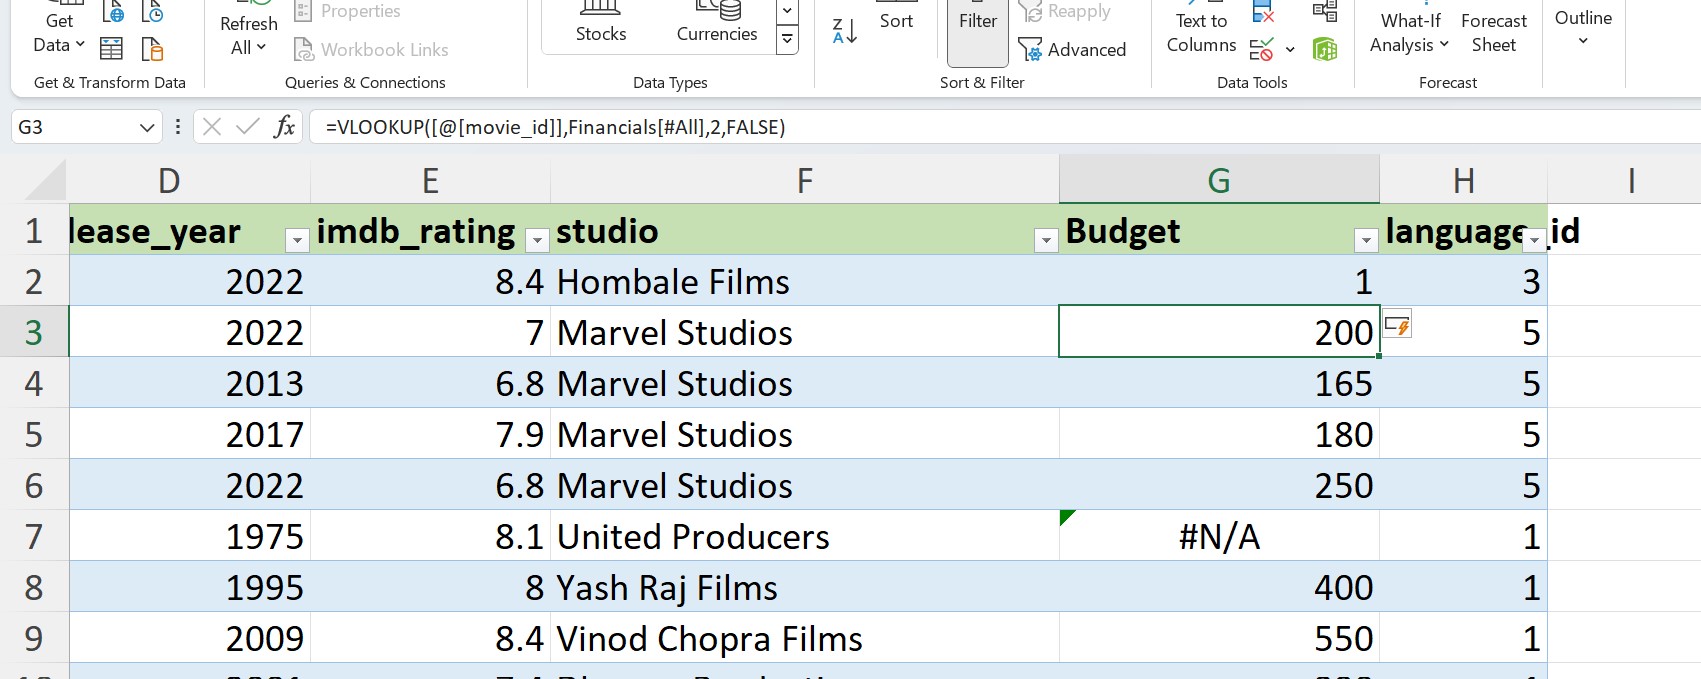 Get Data
Refresh All
Properties
Workbook Links
Stocks
Currencies
Z
A
Sort
Filter
Reapply
Advanced
Text to Columns
What-If Analysis
Forecast Sheet
Outline
Get & Transform Data
Queries & Connections
Data Types
Sort & Filter
Data Tools
Forecast
G3
fx
=VLOOKUP([@[movie_id]],Financials[#All],2,FALSE)
D E F G H I
1 lease_year imdb_rating studio Budget language_id
2 2022 8.4 Hombale Films 1 3
3 2022 7 Marvel Studios 200 5
4 2013 6.8 Marvel Studios 165 5
5 2017 7.9 Marvel Studios 180 5
6 2022 6.8 Marvel Studios 250 5
7 1975 8.1 United Producers #N/A 1
8 1995 8 Yash Raj Films 400 1
9 2009 8.4 Vinod Chopra Films 550 1